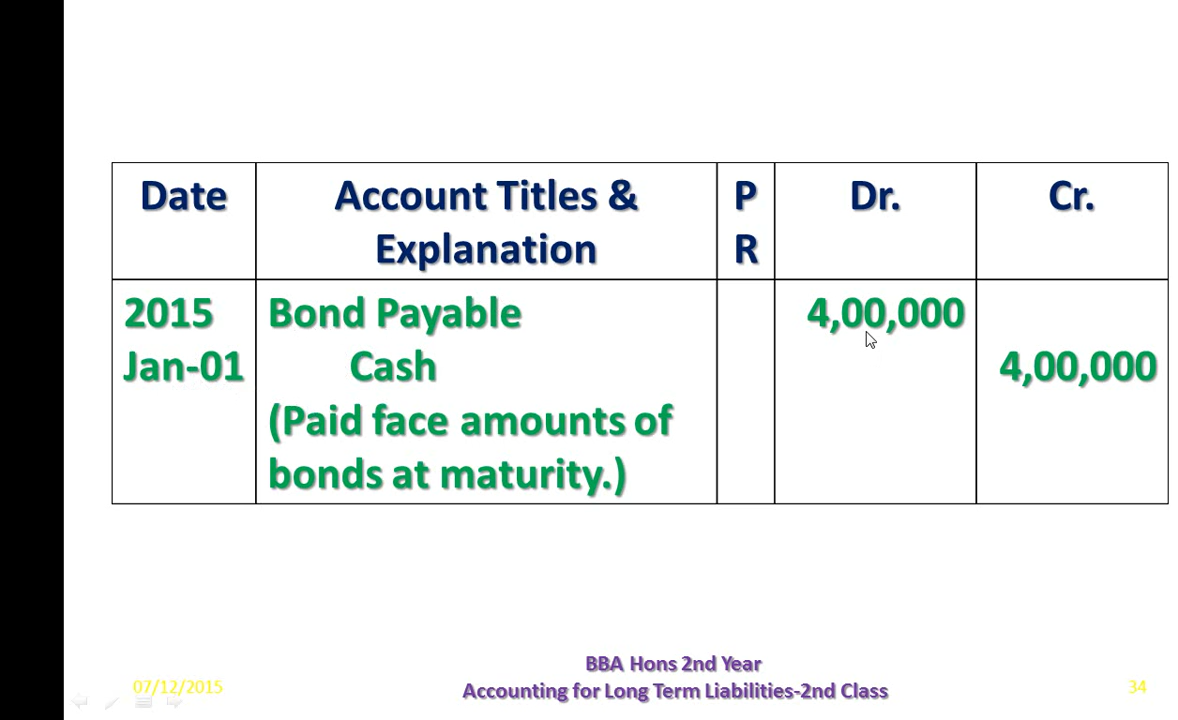 Date
Account Titles &
Explanation
P
R
Dr.
Cr.
2015
Jan-01
Bond Payable
Cash
(Paid face amounts of
bonds at maturity.)
4,00,000
4,00,000
07/12/2015
BBA Hons 2nd Year
Accounting for Long Term Liabilities-2nd Class
34